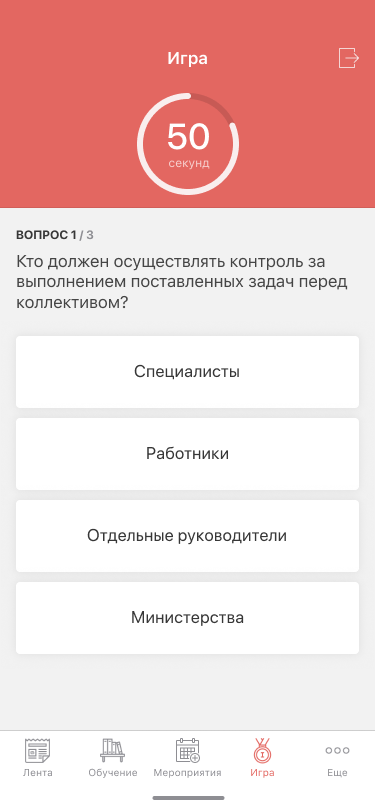 Игра
50
секунд
ВОПРОС 1 / 3
Кто должен осуществлять контроль за
выполнением поставленных задач перед
коллективом?
Специалисты
Работники
Отдельные руководители
Министерства
Лента
Обучение
Мероприятия
Игра
Еще